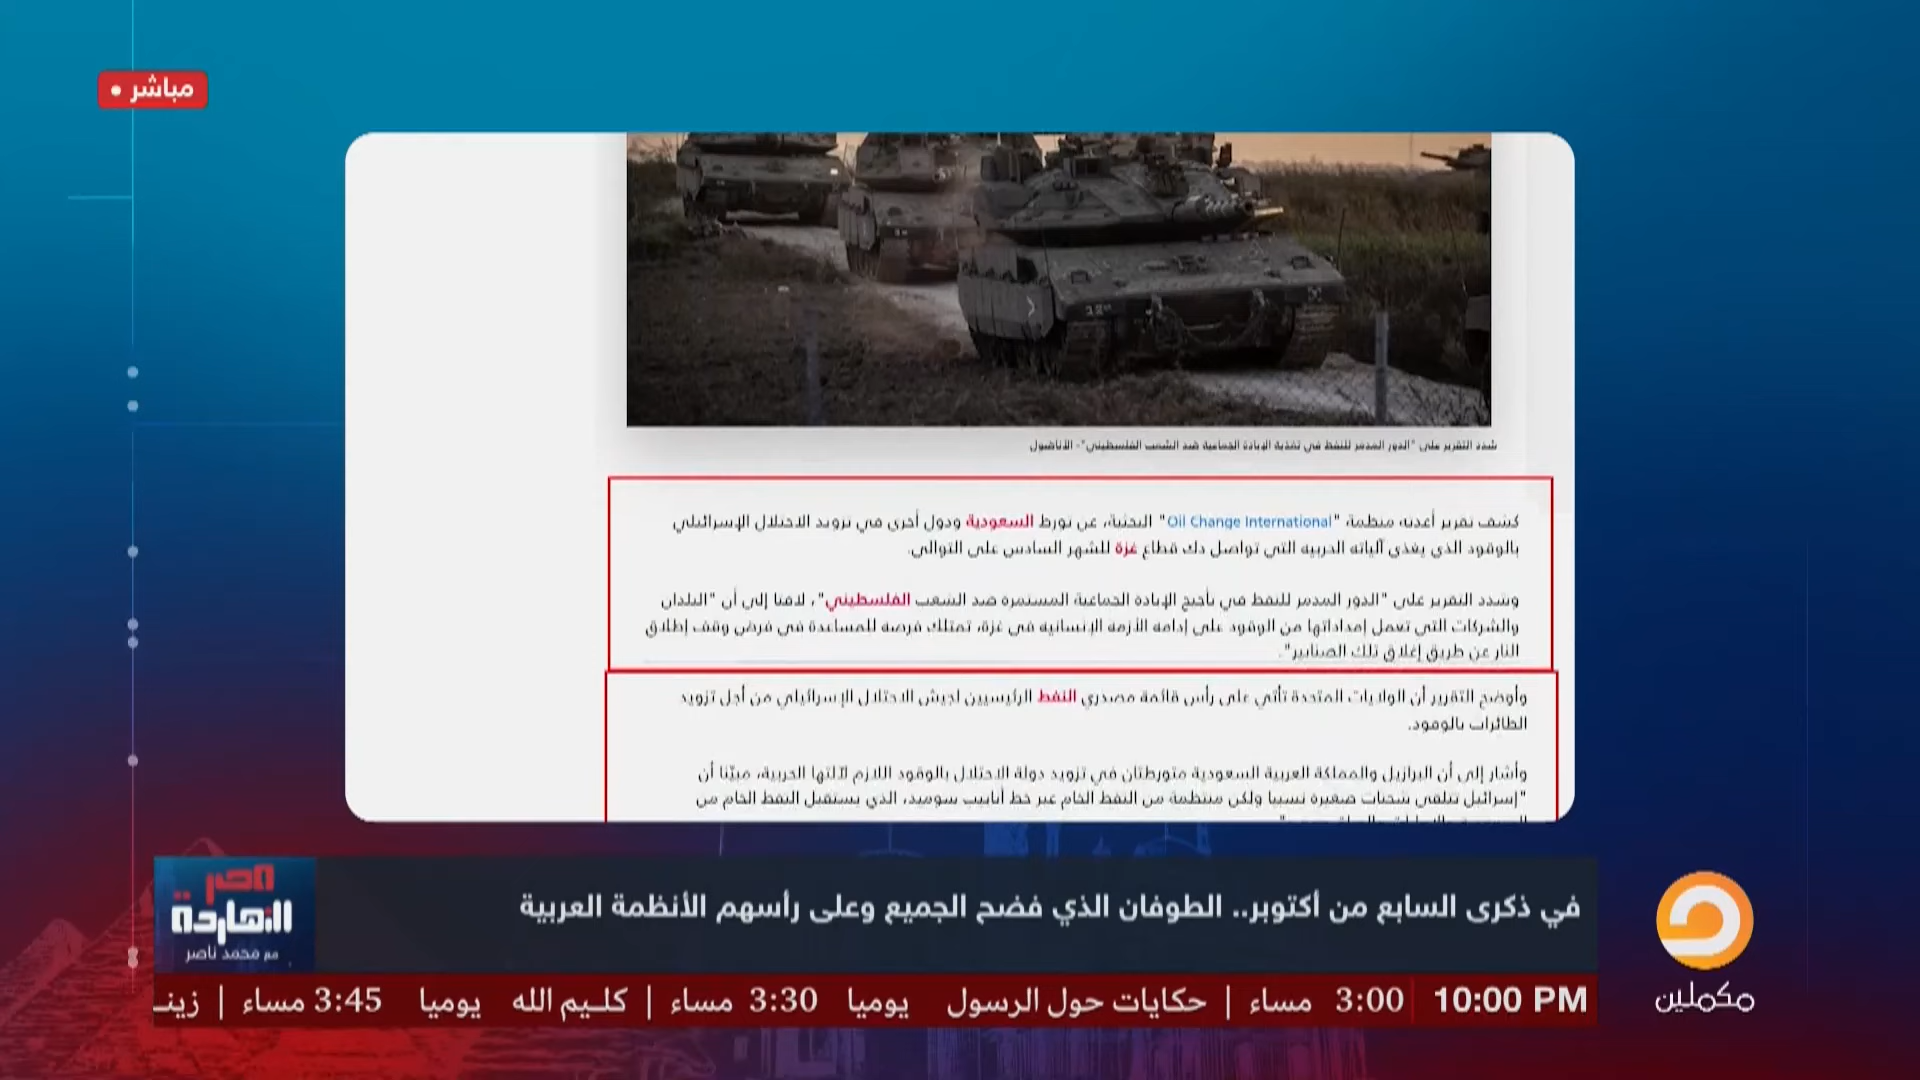 مباشر
شدد التقرير على "الدور المدمر للنفط في تغذية الإبادة الجماعية ضد الشعب الفلسطيني"- الأناضول
كشف تقرير أعدته منظمة "Oil Change International" البحثية، عن تورط السعودية ودول أخرى في تزويد الاحتلال الإسرائيلي
بالوقود الذي يغذي آلياته الحربية التي تواصل دك قطاع غزة للشهر السادس على التوالي.
وشدد التقرير على "الدور المدمر للنفط في تأجيج الإبادة الجماعية المستمرة ضد الشعب الفلسطيني"، لافتا إلى أن "البلدان
والشركات التي تعمل إمداداتها من الوقود على إدامة الأزمة الإنسانية في غزة، تمتلك فرصة للمساعدة في فرض وقف إطلاق
النار عن طريق إغلاق تلك الصنابير".
وأوضح التقرير أن الولايات المتحدة تأتي على رأس قائمة مصدري النفط الرئيسيين لجيش الاحتلال الإسرائيلي من أجل تزويد
الطائرات بالوقود.
وأشار إلى أن البرازيل والمملكة العربية السعودية متورطتان في تزويد دولة الاحتلال بالوقود اللازم لآلتها الحربية، مبيّنا أن
"إسرائيل تتلقى شحنات صغيرة نسبيا ولكن منتظمة من النفط الخام عبر خط أنابيب سوميد، الذي يستقبل النفط الخام من
مصر
النهاردة
مع محمد ناصر
في ذكرى السابع من أكتوبر.. الطوفان الذي فضح الجميع وعلى رأسهم الأنظمة العربية
10:00 PM
3:00 مساء | حكايات حول الرسول يوميا 3:30 مساء | كلـيم الله يوميا 3:45 مساء | زينـ
مكملين